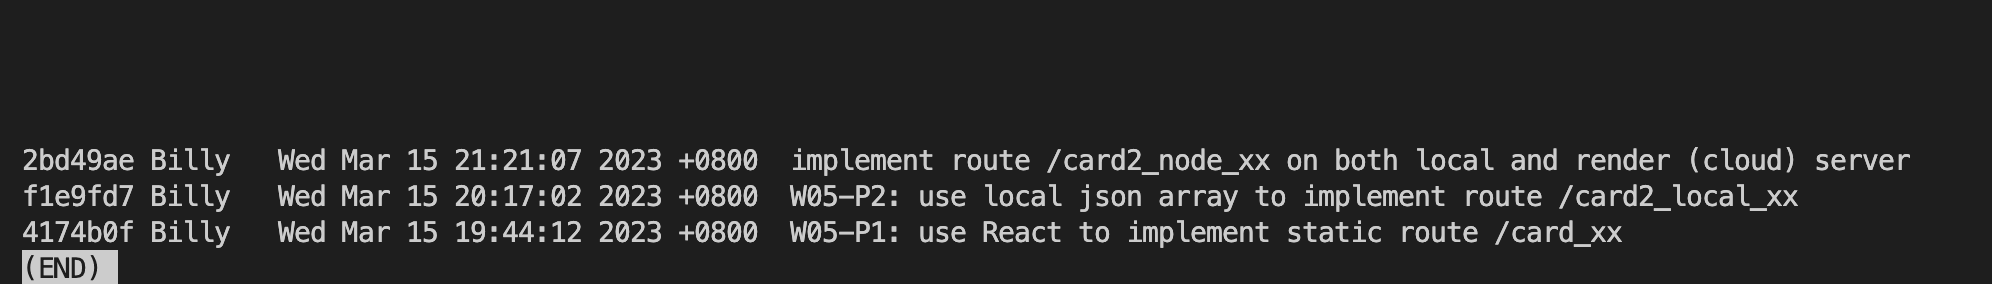 2bd49ae Billy   Wed Mar 15 21:21:07 2023 +0800  implement route /card2_node_xx on both local and render (cloud) server
f1e9fd7 Billy   Wed Mar 15 20:17:02 2023 +0800  W05-P2: use local json array to implement route /card2_local_xx
4174b0f Billy   Wed Mar 15 19:44:12 2023 +0800  W05-P1: use React to implement static route /card_xx
(END)